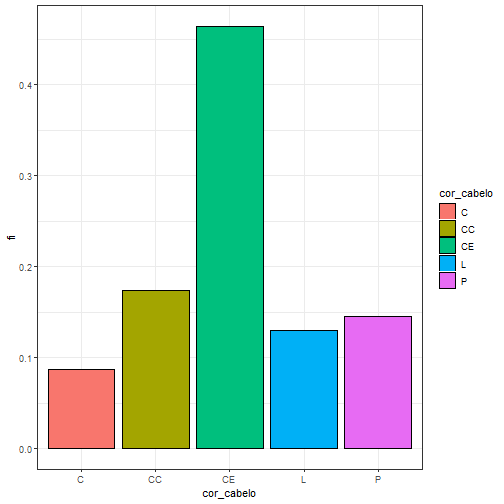 fi
0.4
0.3
0.2
0.1
0.0
C CC CE L P
cor_cabelo
cor_cabelo
C
CC
CE
L
P